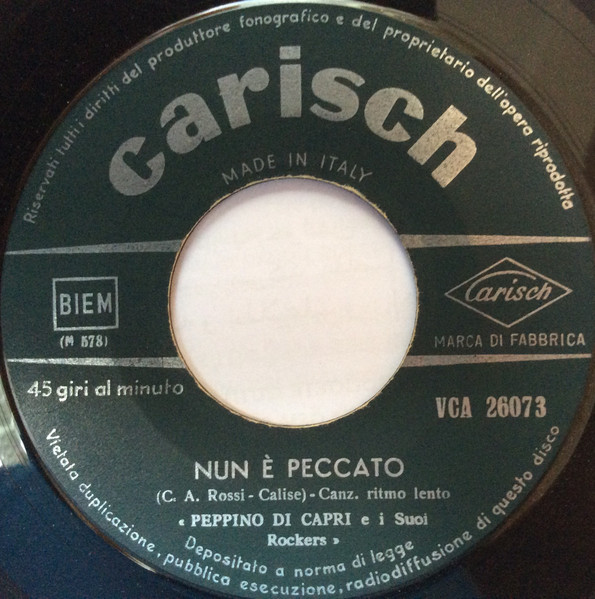 Riservati tutti i diritti del produttore fonografico e del proprietario dell'opera riprodotta
carisch
MADE IN ITALY
BIEM
(M 578)
Carisch
MARCA DI FABBRICA
45 giri al minuto
VCA 26073
NUN È PECCATO
(C. A. Rossi - Calise) - Canz. ritmo lento
« PEPPINO DI CAPRI e i Suoi
Rockers »
Depositato a norma di legge
Vietata duplicazione, pubblica esecuzione, radiodiffusione di questo disco